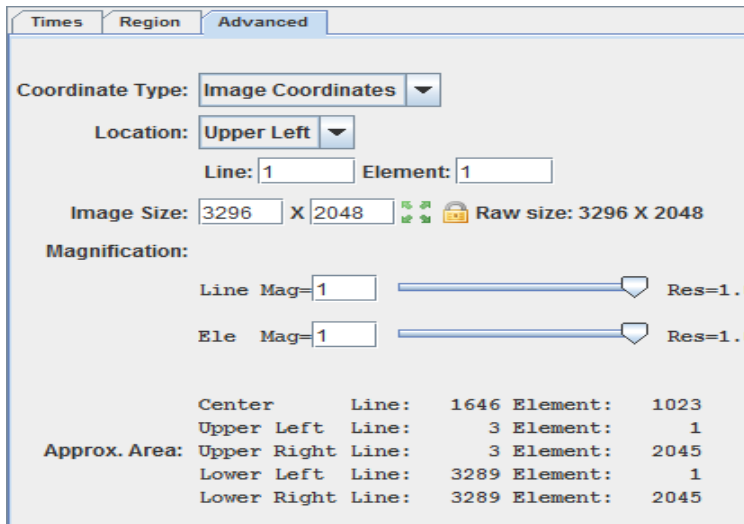 Times Region Advanced
Coordinate Type: Image Coordinates
Location: Upper Left
Line: 1 Element: 1
Image Size: 3296 X 2048 Raw size: 3296 X 2048
Magnification:
Line Mag=1 Res=1.
Ele Mag=1 Res=1.
Center Line: 1646 Element: 1023
Upper Left Line: 3 Element: 1
Approx. Area: Upper Right Line: 3 Element: 2045
Lower Left Line: 3289 Element: 1
Lower Right Line: 3289 Element: 2045